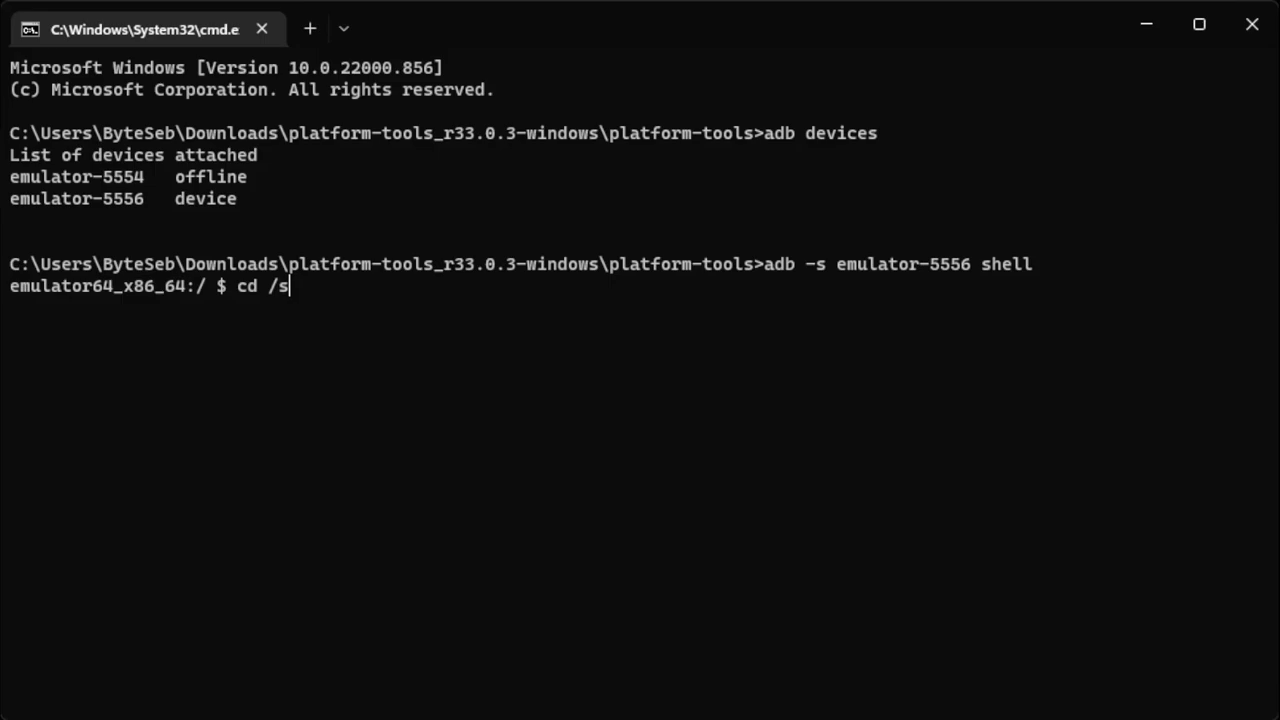 C:\Windows\System32\cmd.e
Microsoft Windows [Version 10.0.22000.856]
(c) Microsoft Corporation. All rights reserved.
C:\Users\ByteSeb\Downloads\platform-tools_r33.0.3-windows\platform-tools>adb devices
List of devices attached
emulator-5554   offline
emulator-5556   device
C:\Users\ByteSeb\Downloads\platform-tools_r33.0.3-windows\platform-tools>adb -s emulator-5556 shell
emulator64_x86_64:/ $ cd /s